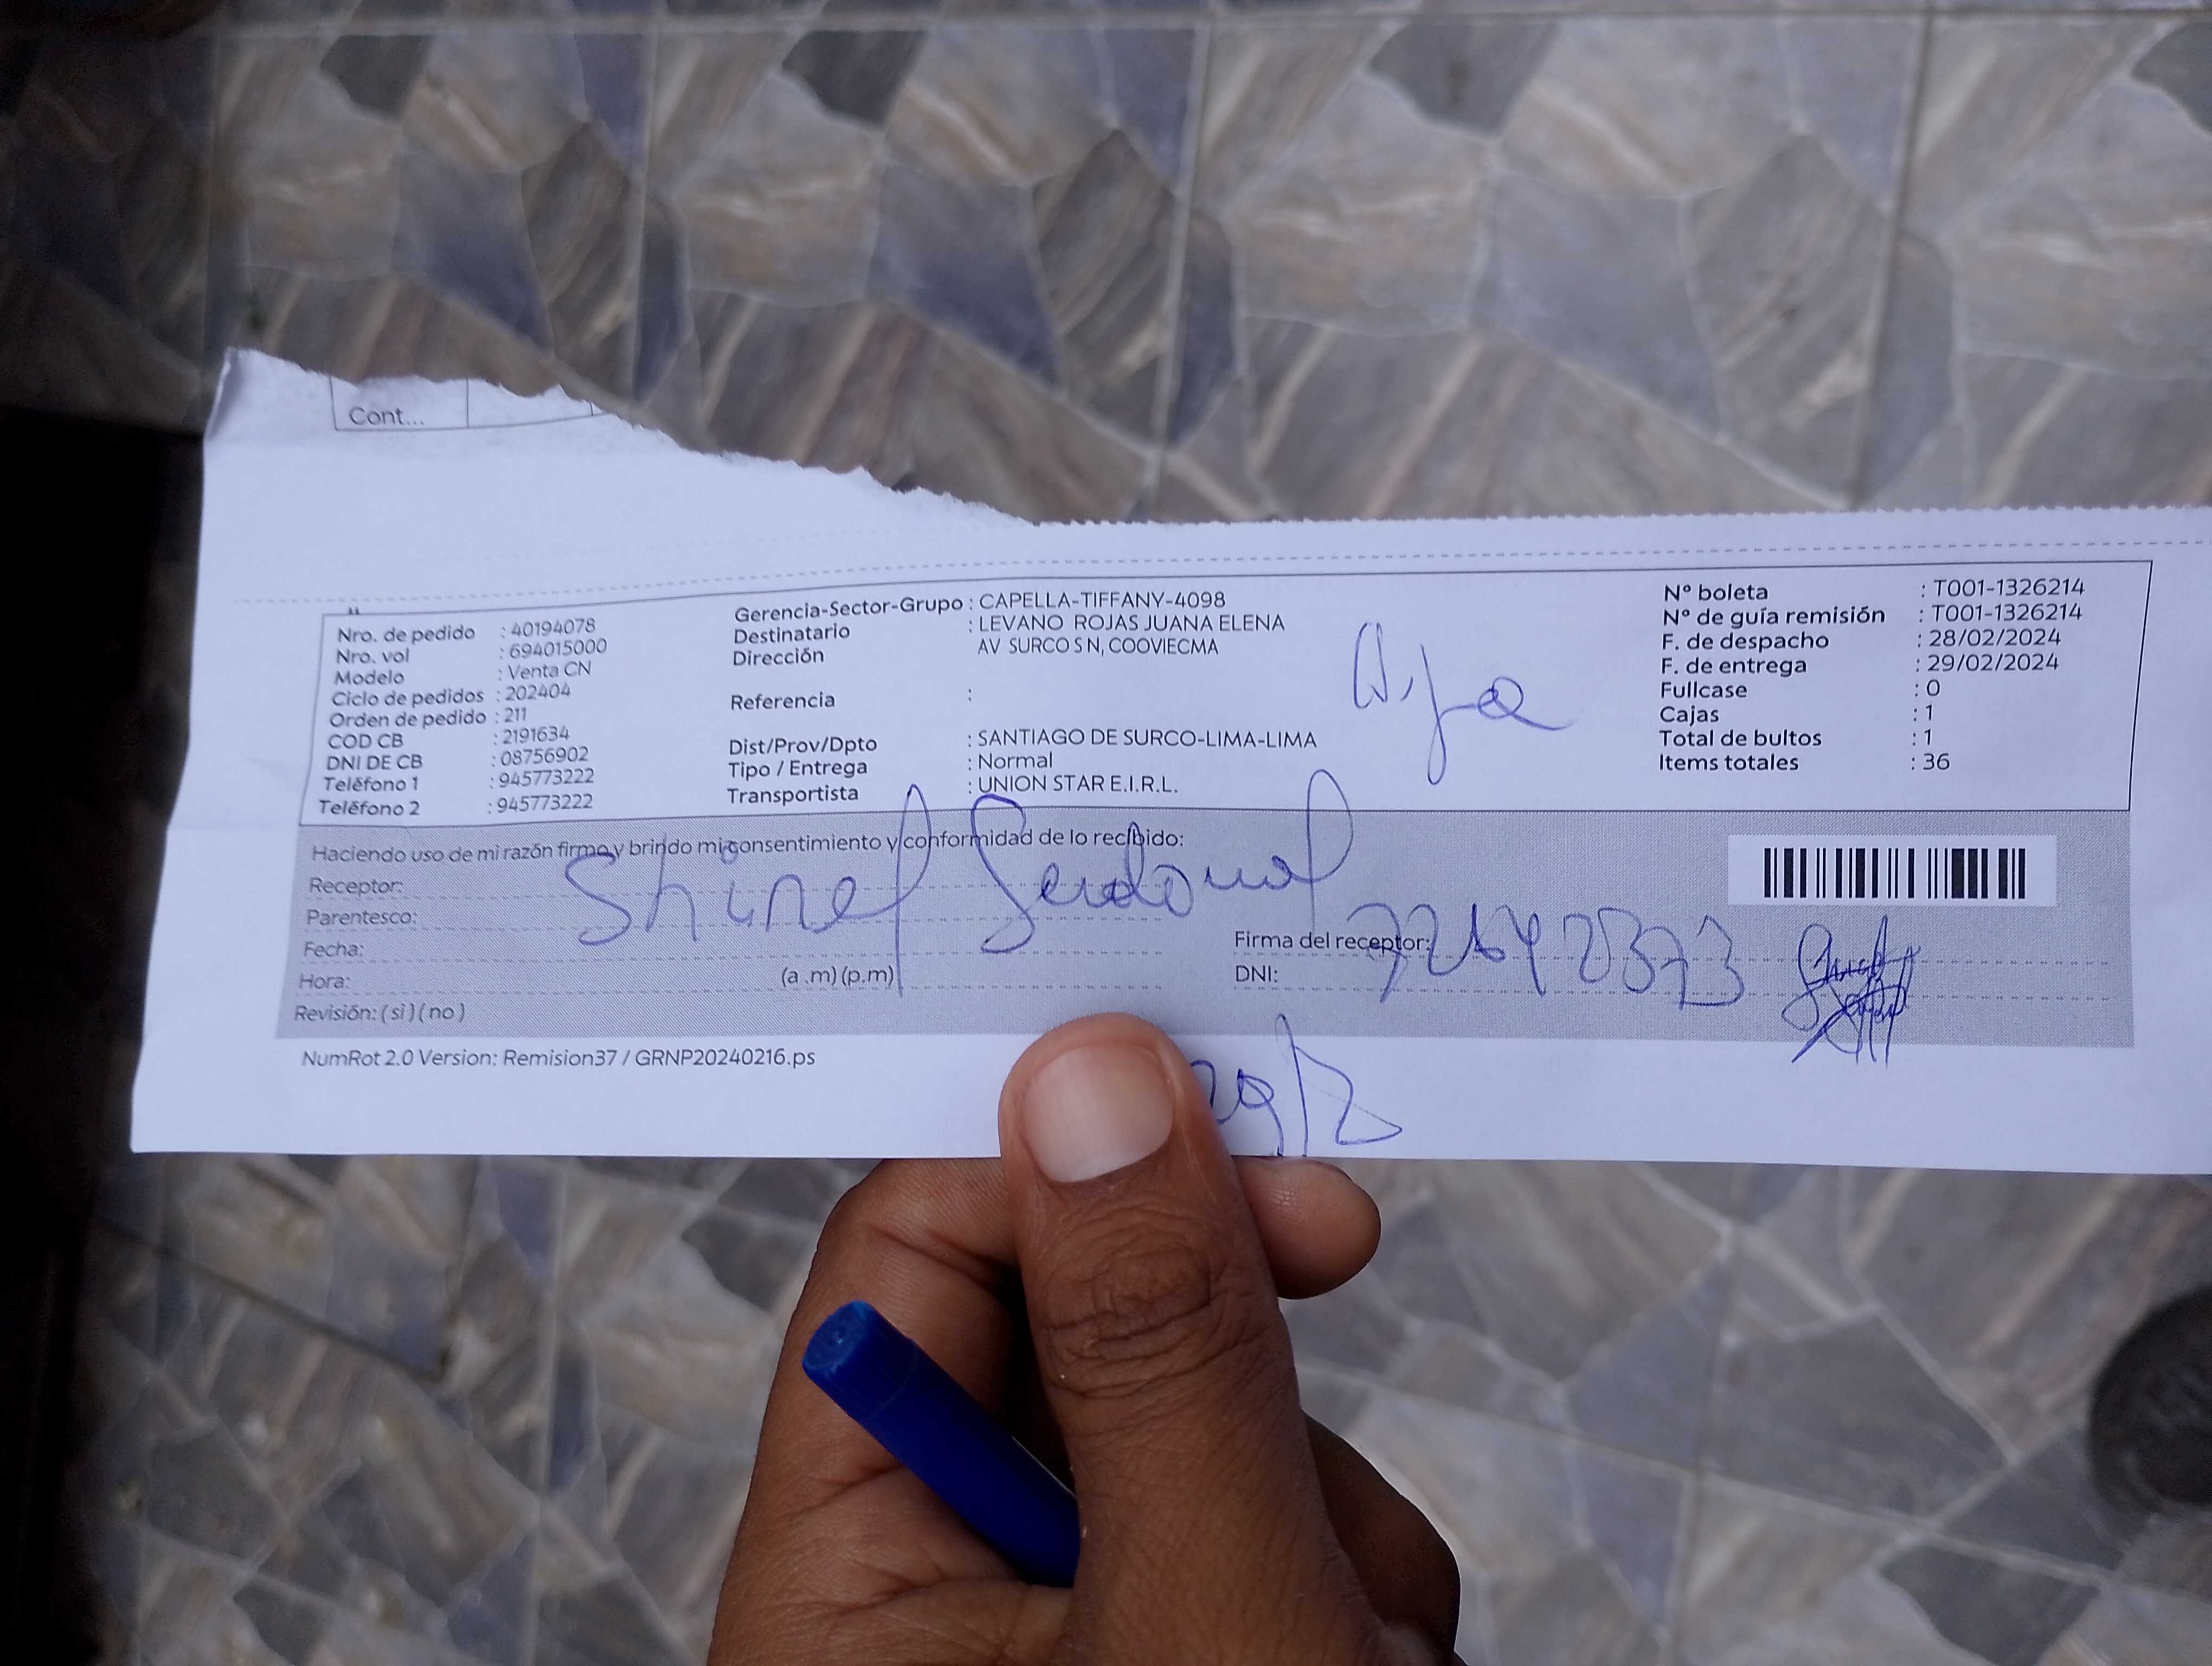 Cont...
Nro. de pedido : 40194078
Nro. vol : 694015000
Modelo : Venta CN
Ciclo de pedidos : 202404
Orden de pedido : 211
COD CB : 2191634
DNI DE CB : 08756902
Teléfono 1 : 945773222
Teléfono 2 : 945773222
Gerencia-Sector-Grupo : CAPELLA-TIFFANY-4098
Destinatario : LEVANO ROJAS JUANA ELENA
Dirección AV SURCO S N, COOVIECMA
Referencia :
Dist/Prov/Dpto : SANTIAGO DE SURCO-LIMA-LIMA
Tipo / Entrega : Normal
Transportista : UNION STAR E.I.R.L.
Nº boleta : T001-1326214
Nº de guía remisión : T001-1326214
F. de despacho : 28/02/2024
F. de entrega : 29/02/2024
Fullcase : 0
Cajas : 1
Total de bultos : 1
Items totales : 36
Haciendo uso de mi razón firmo y brindo mi consentimiento y conformidad de lo recibido:
Receptor:
Parentesco:
Fecha:
Hora: (a.m) (p.m)
Revisión: ( si ) ( no )
Firma del receptor:
DNI:
29/2
NumRot 2.0 Version: Remision37 / GRNP20240216.ps